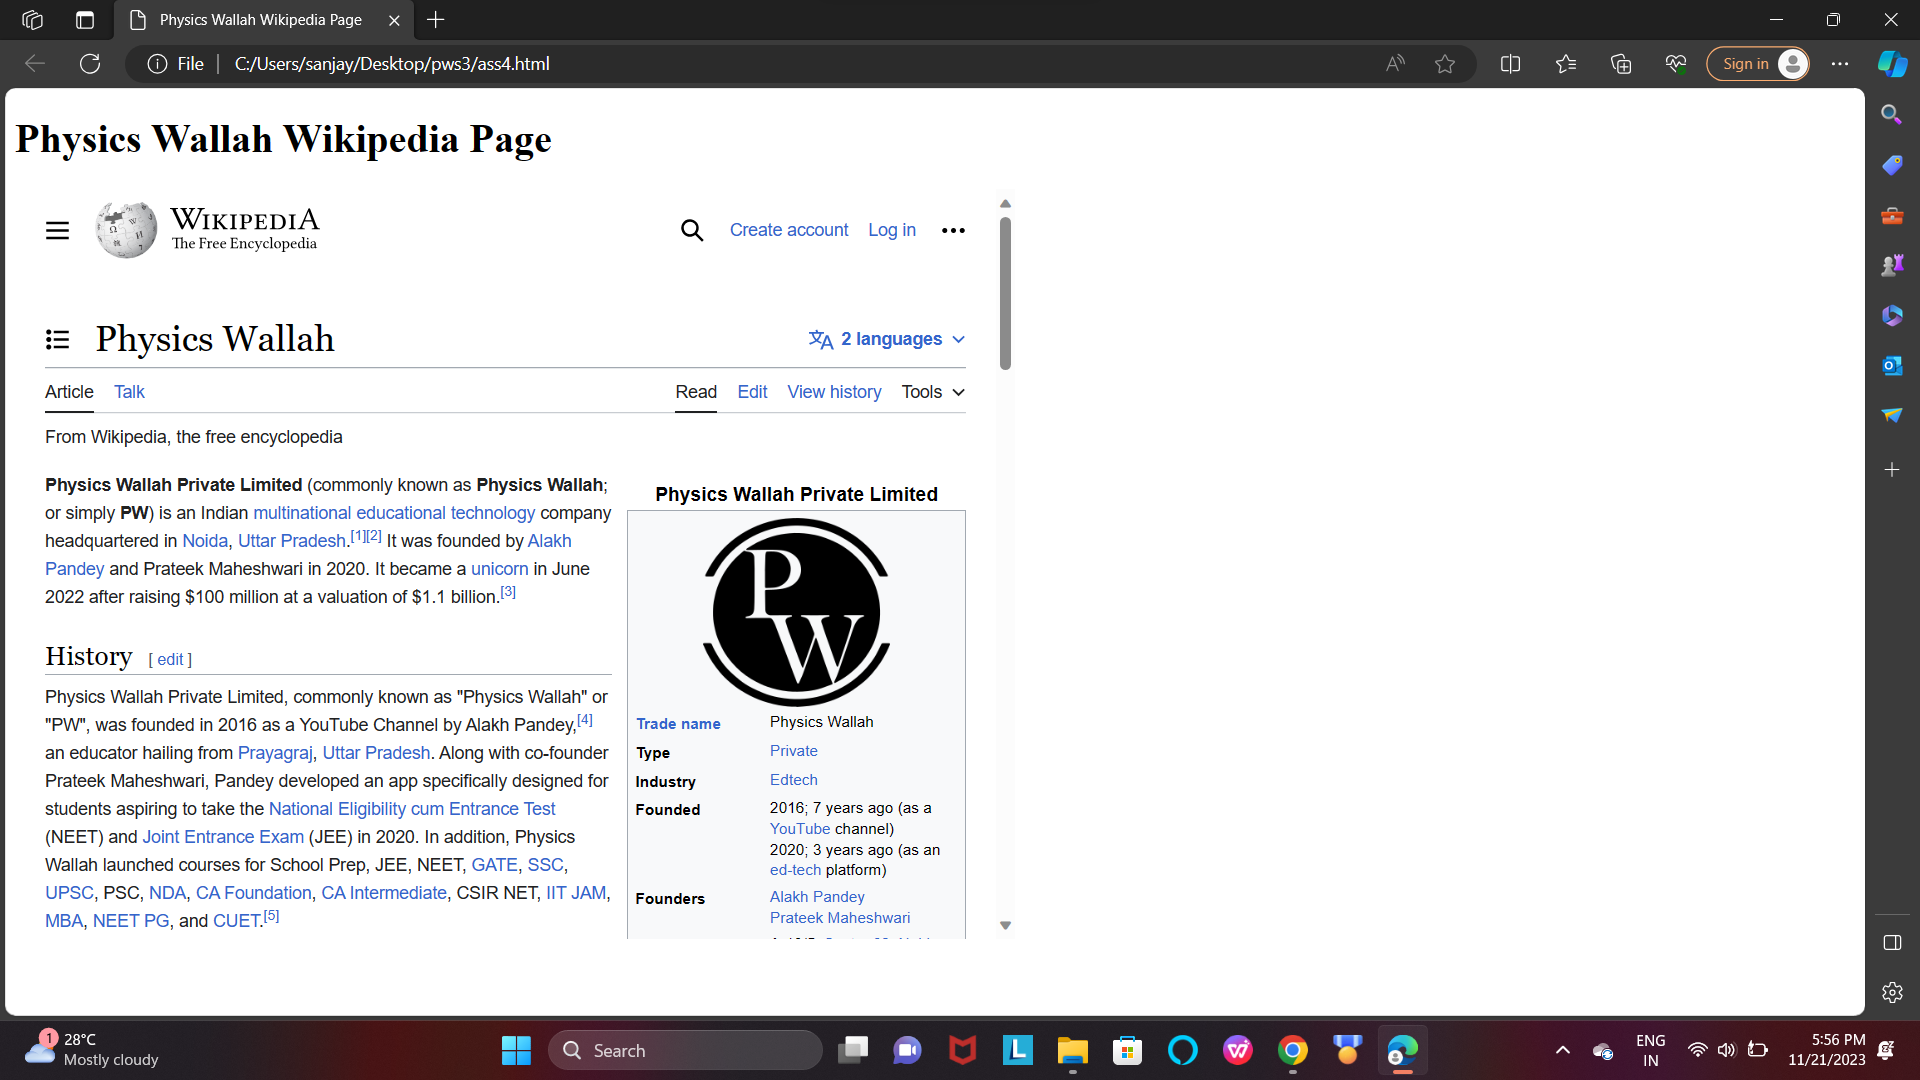 Physics Wallah Wikipedia Page
File
C:/Users/sanjay/Desktop/pws3/ass4.html
Sign in
Physics Wallah Wikipedia Page
WIKIPEDIA
The Free Encyclopedia
Create account
Log in
Physics Wallah
2 languages
Article
Talk
Read
Edit
View history
Tools
From Wikipedia, the free encyclopedia
Physics Wallah Private Limited (commonly known as Physics Wallah;
or simply PW) is an Indian multinational educational technology company
headquartered in Noida, Uttar Pradesh.[1][2] It was founded by Alakh
Pandey and Prateek Maheshwari in 2020. It became a unicorn in June
2022 after raising $100 million at a valuation of $1.1 billion.[3]
History [ edit ]
Physics Wallah Private Limited, commonly known as "Physics Wallah" or
"PW", was founded in 2016 as a YouTube Channel by Alakh Pandey,[4]
an educator hailing from Prayagraj, Uttar Pradesh. Along with co-founder
Prateek Maheshwari, Pandey developed an app specifically designed for
students aspiring to take the National Eligibility cum Entrance Test
(NEET) and Joint Entrance Exam (JEE) in 2020. In addition, Physics
Wallah launched courses for School Prep, JEE, NEET, GATE, SSC,
UPSC, PSC, NDA, CA Foundation, CA Intermediate, CSIR NET, IIT JAM,
MBA, NEET PG, and CUET.[5]
Physics Wallah Private Limited
PW
Trade name Physics Wallah
Type Private
Industry Edtech
Founded 2016; 7 years ago (as a
YouTube channel)
2020; 3 years ago (as an
ed-tech platform)
Founders Alakh Pandey
Prateek Maheshwari
1
28°C
Mostly cloudy
Search
ENG
IN
5:56 PM
11/21/2023